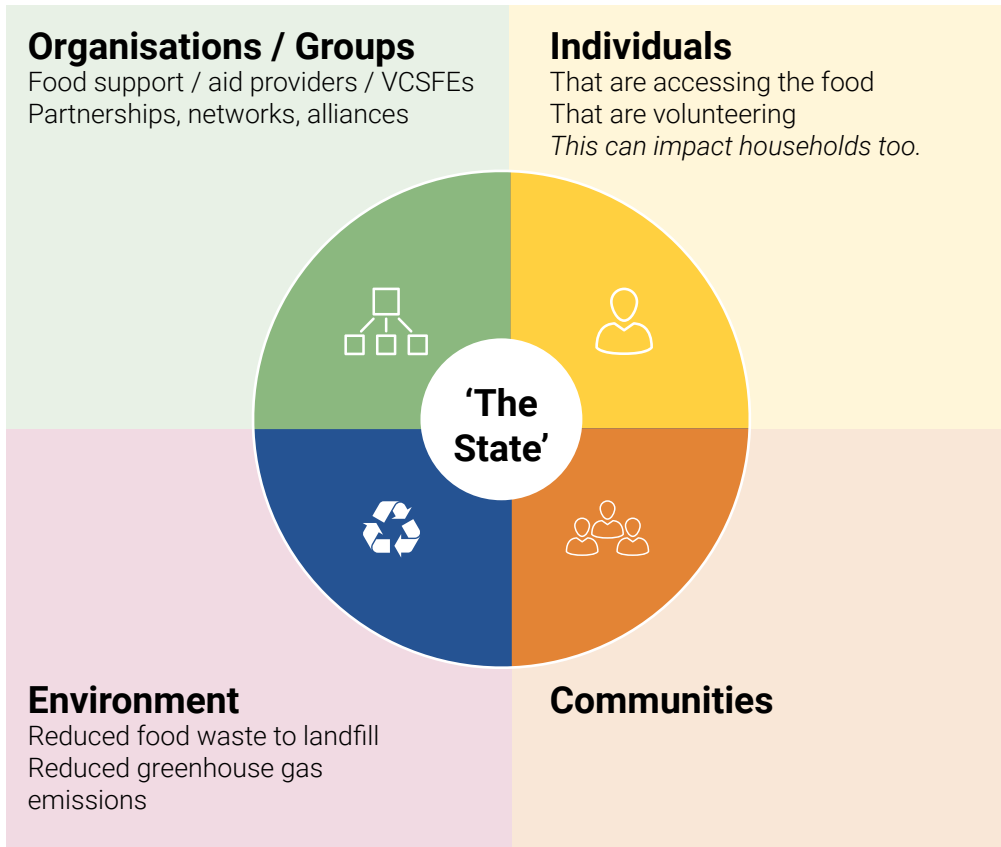 Organisations / Groups
Food support / aid providers / VCSFEs
Partnerships, networks, alliances
Individuals
That are accessing the food
That are volunteering
This can impact households too.
‘The
State’
Environment
Reduced food waste to landfill
Reduced greenhouse gas
emissions
Communities